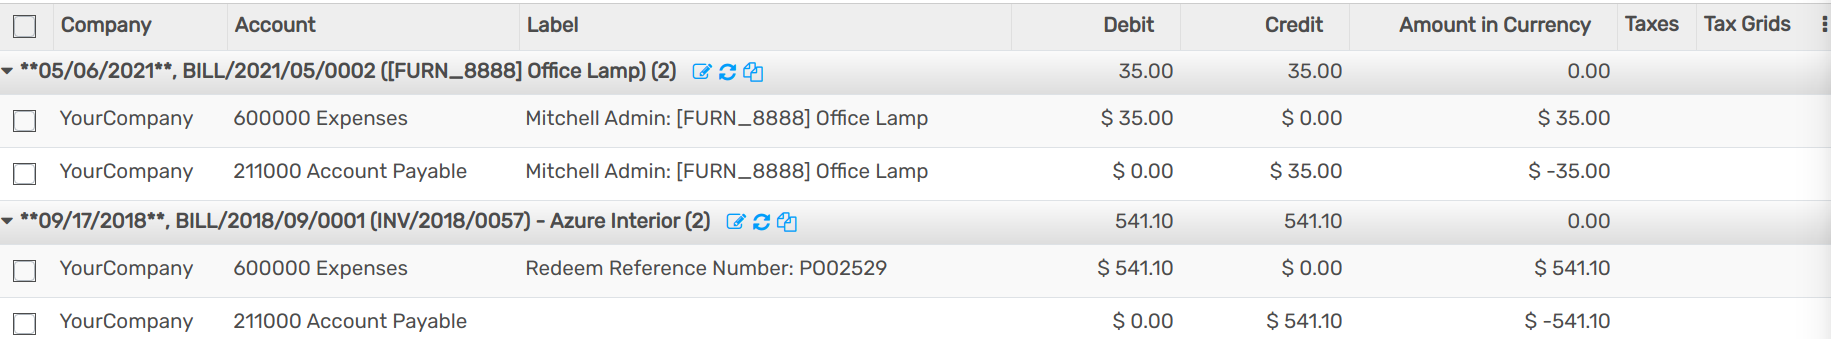 Company Account Label Debit Credit Amount in Currency Taxes Tax Grids
**05/06/2021**, BILL/2021/05/0002 ([FURN_8888] Office Lamp) (2) 35.00 35.00 0.00
YourCompany 600000 Expenses Mitchell Admin: [FURN_8888] Office Lamp $ 35.00 $ 0.00 $ 35.00
YourCompany 211000 Account Payable Mitchell Admin: [FURN_8888] Office Lamp $ 0.00 $ 35.00 $ -35.00
**09/17/2018**, BILL/2018/09/0001 (INV/2018/0057) - Azure Interior (2) 541.10 541.10 0.00
YourCompany 600000 Expenses Redeem Reference Number: PO02529 $ 541.10 $ 0.00 $ 541.10
YourCompany 211000 Account Payable $ 0.00 $ 541.10 $ -541.10